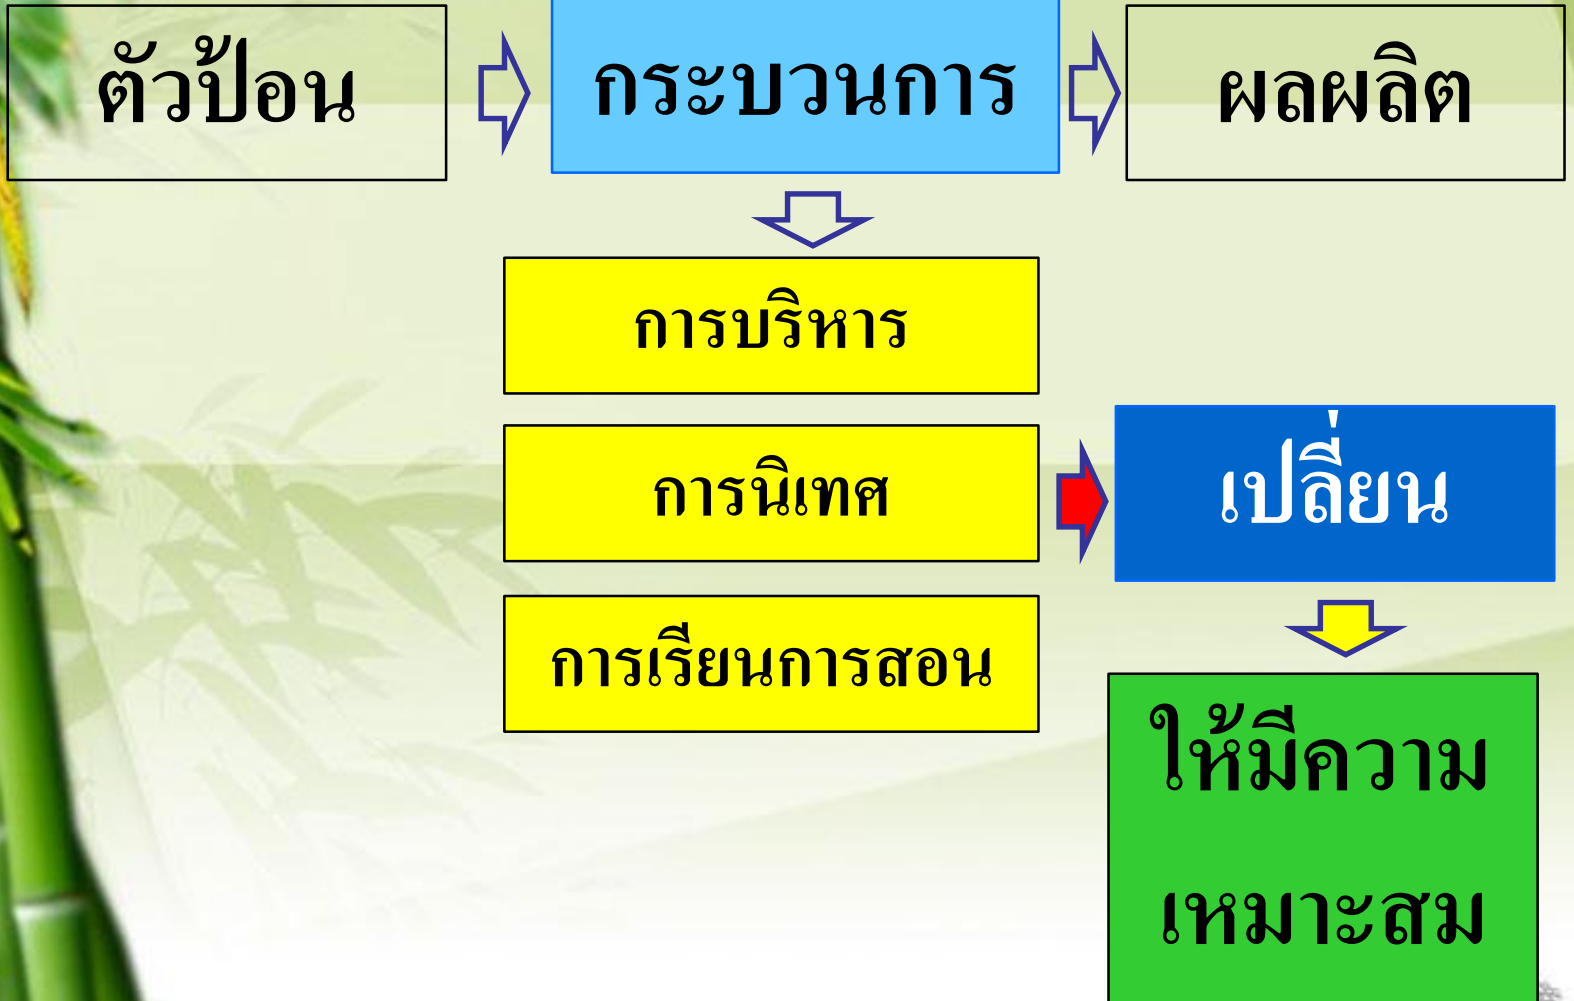 ตัวป้อน
กระบวนการ
ผลผลิต
การบริหาร
การนิเทศ
เปลี่ยน
การเรียนการสอน
ให้มีความ
เหมาะสม